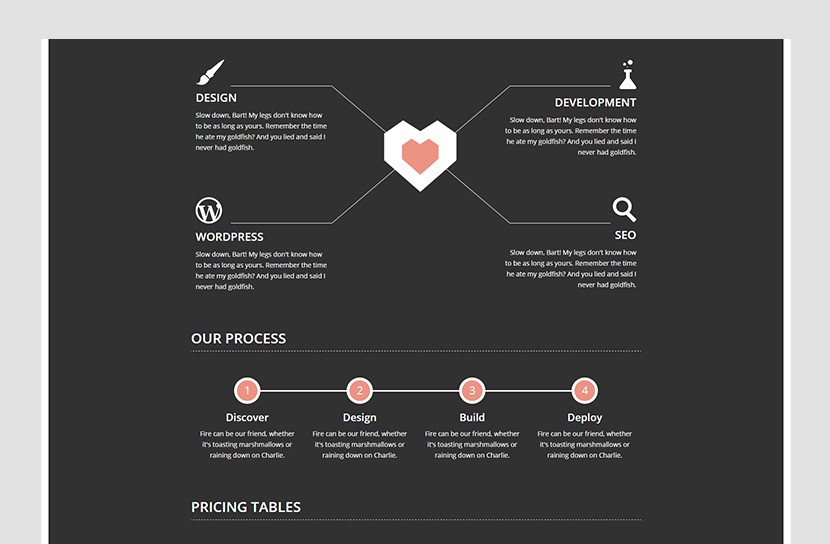 DESIGN
Slow down, Bart! My legs don't know how
to be as long as yours. Remember the time
he ate my goldfish? And you lied and said I
never had goldfish.
DEVELOPMENT
Slow down, Bart! My legs don't know how
to be as long as yours. Remember the time
he ate my goldfish? And you lied and said I
never had goldfish.
WORDPRESS
Slow down, Bart! My legs don't know how
to be as long as yours. Remember the time
he ate my goldfish? And you lied and said I
never had goldfish.
SEO
Slow down, Bart! My legs don't know how
to be as long as yours. Remember the time
he ate my goldfish? And you lied and said I
never had goldfish.
OUR PROCESS
1
Discover
Fire can be our friend, whether
it's toasting marshmallows or
raining down on Charlie.
2
Design
Fire can be our friend, whether
it's toasting marshmallows or
raining down on Charlie.
3
Build
Fire can be our friend, whether
it's toasting marshmallows or
raining down on Charlie.
4
Deploy
Fire can be our friend, whether
it's toasting marshmallows or
raining down on Charlie.
PRICING TABLES